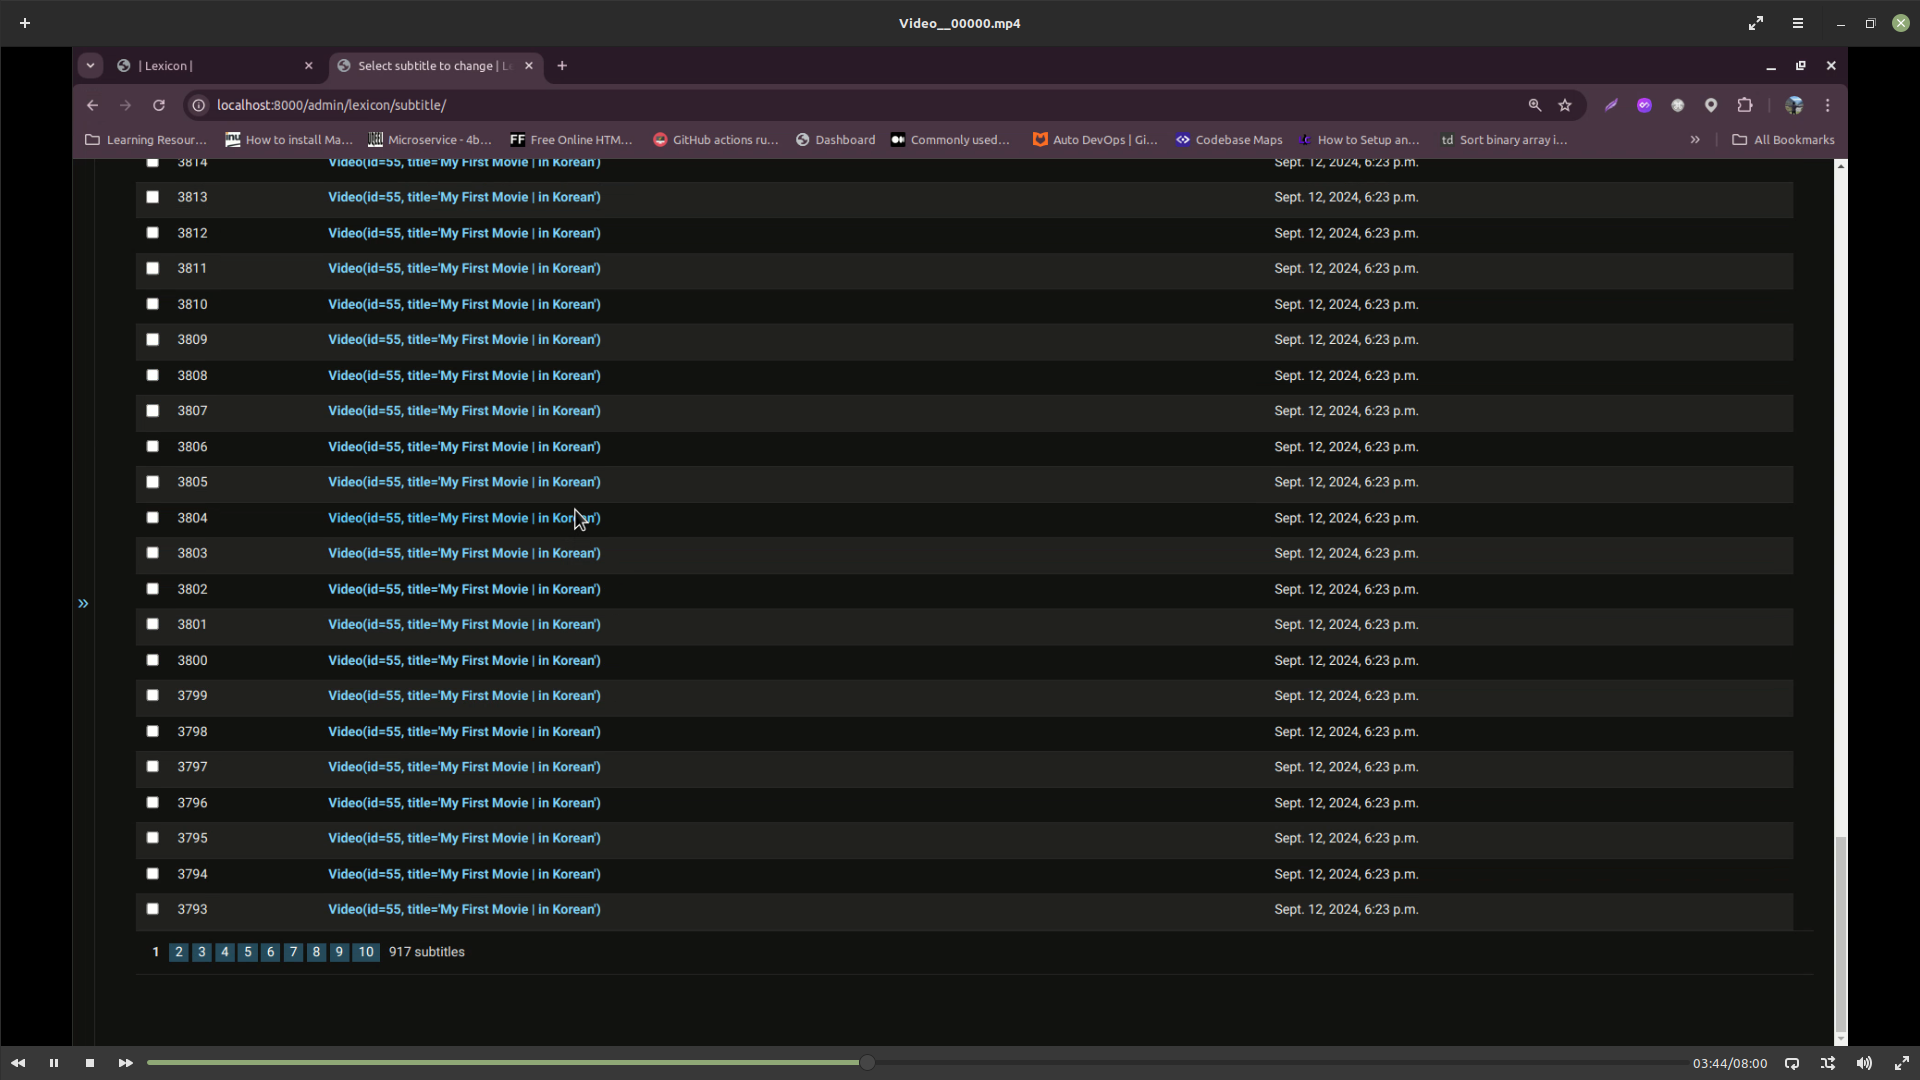 Video__00000.mp4
| Lexicon |
Select subtitle to change | L
localhost:8000/admin/lexicon/subtitle/
Learning Resour... How to install Ma... Microservice - 4b... Free Online HTM... GitHub actions ru... Dashboard Commonly used... Auto DevOps | Gi... Codebase Maps How to Setup an... td Sort binary array i... » All Bookmarks
3814 Video(id=55, title='My First Movie | in Korean') Sept. 12, 2024, 6:23 p.m.
3813 Video(id=55, title='My First Movie | in Korean') Sept. 12, 2024, 6:23 p.m.
3812 Video(id=55, title='My First Movie | in Korean') Sept. 12, 2024, 6:23 p.m.
3811 Video(id=55, title='My First Movie | in Korean') Sept. 12, 2024, 6:23 p.m.
3810 Video(id=55, title='My First Movie | in Korean') Sept. 12, 2024, 6:23 p.m.
3809 Video(id=55, title='My First Movie | in Korean') Sept. 12, 2024, 6:23 p.m.
3808 Video(id=55, title='My First Movie | in Korean') Sept. 12, 2024, 6:23 p.m.
3807 Video(id=55, title='My First Movie | in Korean') Sept. 12, 2024, 6:23 p.m.
3806 Video(id=55, title='My First Movie | in Korean') Sept. 12, 2024, 6:23 p.m.
3805 Video(id=55, title='My First Movie | in Korean') Sept. 12, 2024, 6:23 p.m.
3804 Video(id=55, title='My First Movie | in Korean') Sept. 12, 2024, 6:23 p.m.
3803 Video(id=55, title='My First Movie | in Korean') Sept. 12, 2024, 6:23 p.m.
3802 Video(id=55, title='My First Movie | in Korean') Sept. 12, 2024, 6:23 p.m.
3801 Video(id=55, title='My First Movie | in Korean') Sept. 12, 2024, 6:23 p.m.
3800 Video(id=55, title='My First Movie | in Korean') Sept. 12, 2024, 6:23 p.m.
3799 Video(id=55, title='My First Movie | in Korean') Sept. 12, 2024, 6:23 p.m.
3798 Video(id=55, title='My First Movie | in Korean') Sept. 12, 2024, 6:23 p.m.
3797 Video(id=55, title='My First Movie | in Korean') Sept. 12, 2024, 6:23 p.m.
3796 Video(id=55, title='My First Movie | in Korean') Sept. 12, 2024, 6:23 p.m.
3795 Video(id=55, title='My First Movie | in Korean') Sept. 12, 2024, 6:23 p.m.
3794 Video(id=55, title='My First Movie | in Korean') Sept. 12, 2024, 6:23 p.m.
3793 Video(id=55, title='My First Movie | in Korean') Sept. 12, 2024, 6:23 p.m.
1 2 3 4 5 6 7 8 9 10 917 subtitles
03:44/08:00